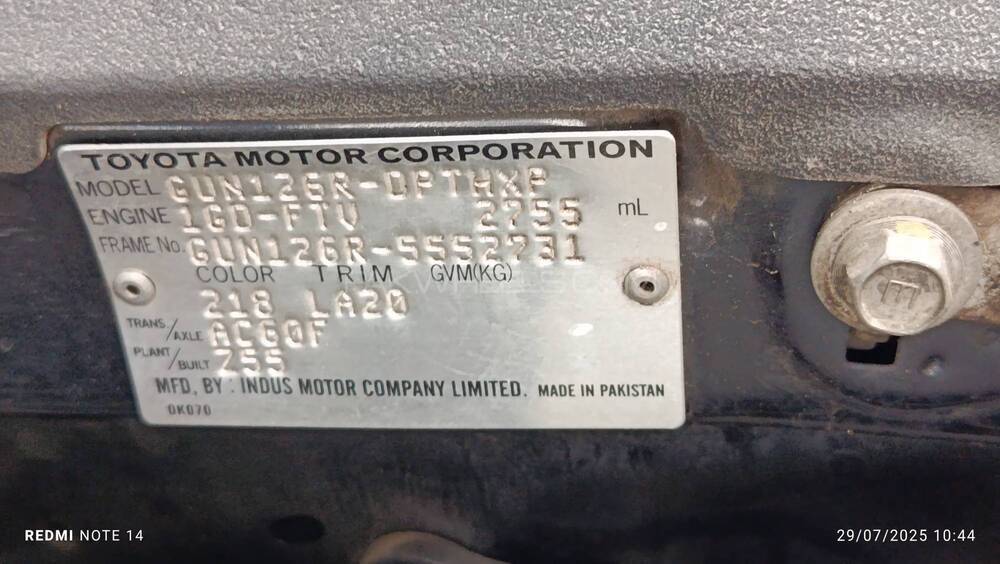 TOYOTA MOTOR CORPORATION
MODEL GUN126R-DPTHXP
ENGINE 1GD-FTV 2755 mL
FRAME No. GUN126R-5552731
COLOR TRIM GVM(KG)
218 LA20
TRANS./AXLE AC60F
PLANT/BUILT Z55
MFD, BY : INDUS MOTOR COMPANY LIMITED. MADE IN PAKISTAN
0K070
REDMI NOTE 14
29/07/2025 10:44